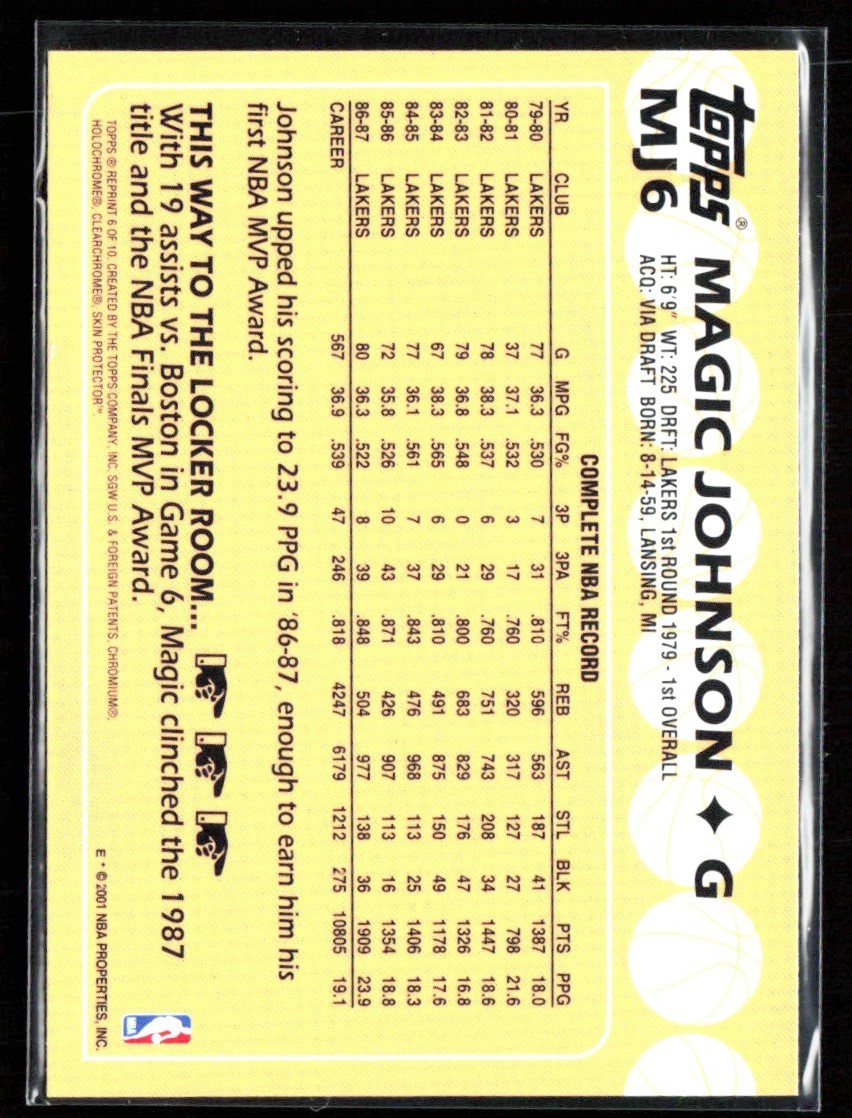 topps® MAGIC JOHNSON ✦ G
MJ6
HT: 6'9" WT: 225 DRFT: LAKERS 1st ROUND 1979 - 1st OVERALL
ACQ: VIA DRAFT BORN: 8-14-59, LANSING, MI
COMPLETE NBA RECORD
YR CLUB G MPG FG% 3P 3PA FT% REB AST STL BLK PTS PPG
79-80 LAKERS 77 36.3 .530 7 31 .810 596 563 187 41 1387 18.0
80-81 LAKERS 37 37.1 .532 3 17 .760 320 317 127 27 798 21.6
81-82 LAKERS 78 38.3 .537 6 29 .760 751 743 208 34 1447 18.6
82-83 LAKERS 79 36.8 .548 0 21 .800 683 829 176 47 1326 16.8
83-84 LAKERS 67 38.3 .565 6 29 .810 491 875 150 49 1178 17.6
84-85 LAKERS 77 36.1 .561 7 37 .843 476 968 113 25 1406 18.3
85-86 LAKERS 72 35.8 .526 10 43 .871 426 907 113 16 1354 18.8
86-87 LAKERS 80 36.3 .522 8 39 .848 504 977 138 36 1909 23.9
CAREER 567 36.9 .539 47 246 .818 4247 6179 1212 275 10805 19.1
Johnson upped his scoring to 23.9 PPG in '86-87, enough to earn him his
first NBA MVP Award.
THIS WAY TO THE LOCKER ROOM...
With 19 assists vs. Boston in Game 6, Magic clinched the 1987
title and the NBA Finals MVP Award.
TOPPS ® REPRINT 6 OF 10. CREATED BY THE TOPPS COMPANY, INC. SGW U.S. & FOREIGN PATENTS. CHROMIUM®,
HOLOCHROME®, CLEARCHROME®, SKIN PROTECTOR™.
E * © 2001 NBA PROPERTIES, INC.
NBA